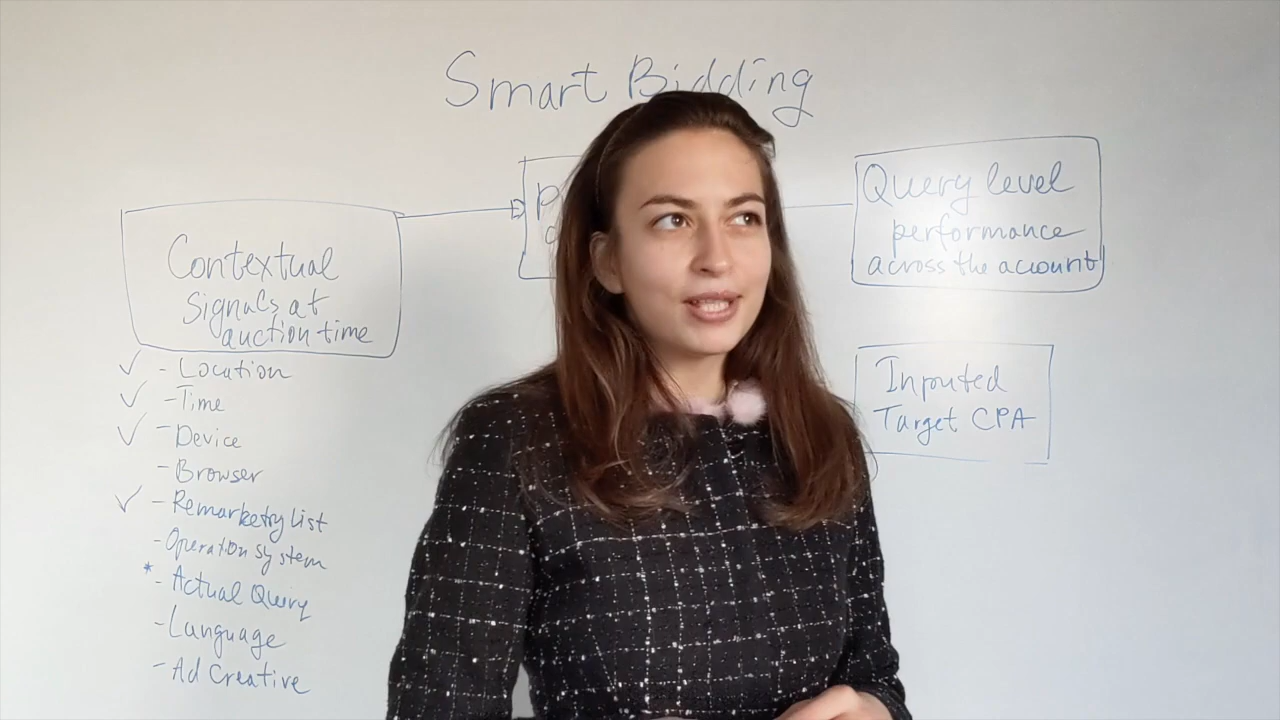 Smart Bidding
Contextual
Signals at
auction time
✓ - Location
✓ - Time
✓ - Device
- Browser
✓ - Remarketing list
- Operation system
* - Actual Query
- Language
- Ad Creative
Query level
performance
across the account
Inputed
Target CPA